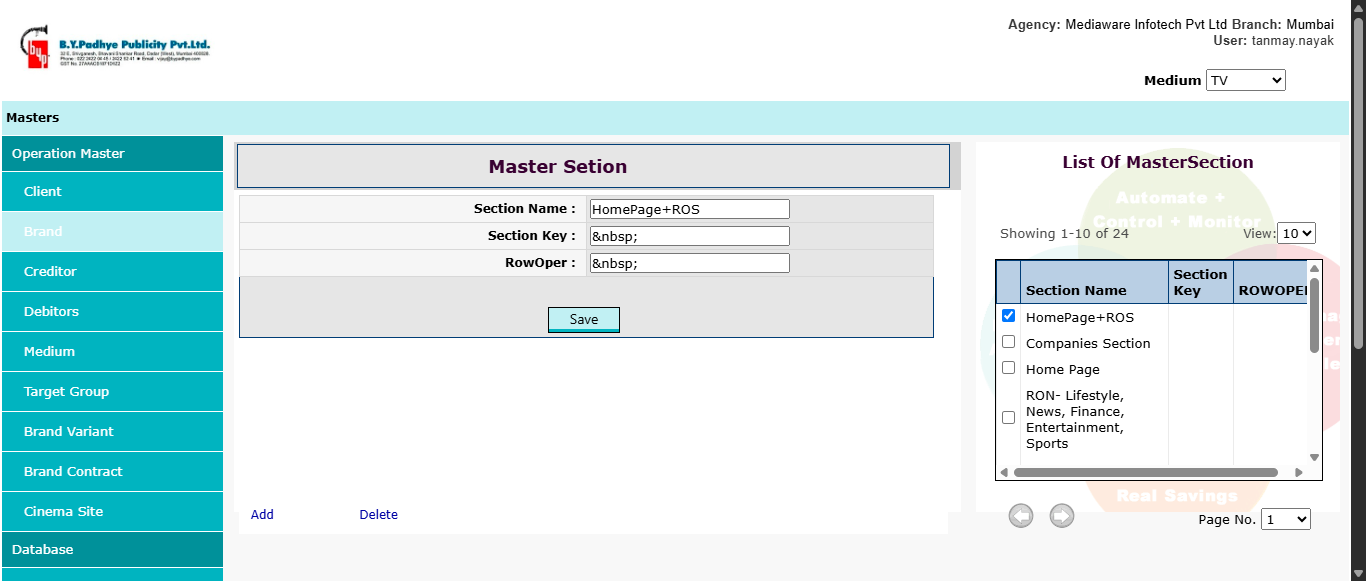 Agency: Mediaware Infotech Pvt Ltd Branch: Mumbai
User: tanmay.nayak
B.Y.Padhye Publicity Pvt.Ltd.
Medium TV
Masters
Operation Master
Client
Brand
Creditor
Debitors
Medium
Target Group
Brand Variant
Brand Contract
Cinema Site
Database
Master Setion
Section Name : HomePage+ROS
Section Key : &nbsp;
RowOper : &nbsp;
Save
Add Delete
List Of MasterSection
Automate +
Control + Monitor
Showing 1-10 of 24 View: 10
Section Name Section Key ROWOPE
HomePage+ROS
Companies Section
Home Page
RON- Lifestyle,
News, Finance,
Entertainment,
Sports
Real Savings
Page No. 1